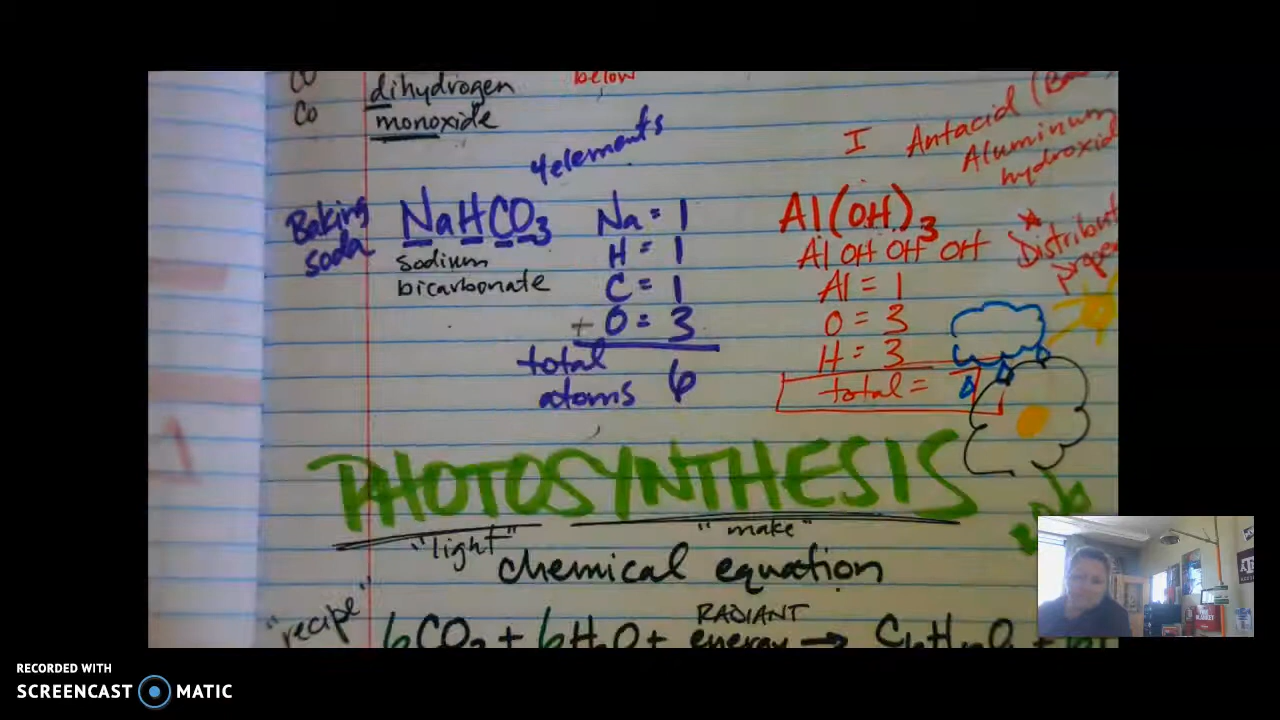 Co
dihydrogen
monoxide
below
4 elements
I Antacid
Aluminum
Baking
soda
NaHCO3
sodium
bicarbonate
Na = 1
H = 1
C = 1
+ O = 3
total
atoms 6
Al(OH)3
Al OH OH OH
Al = 1
O = 3
H = 3
total = 7
PHOTOSYNTHESIS
"light" "make"
chemical equation
"recipe"
6CO2 + 6H2O + RADIANT energy →
RECORDED WITH
SCREENCAST MATIC